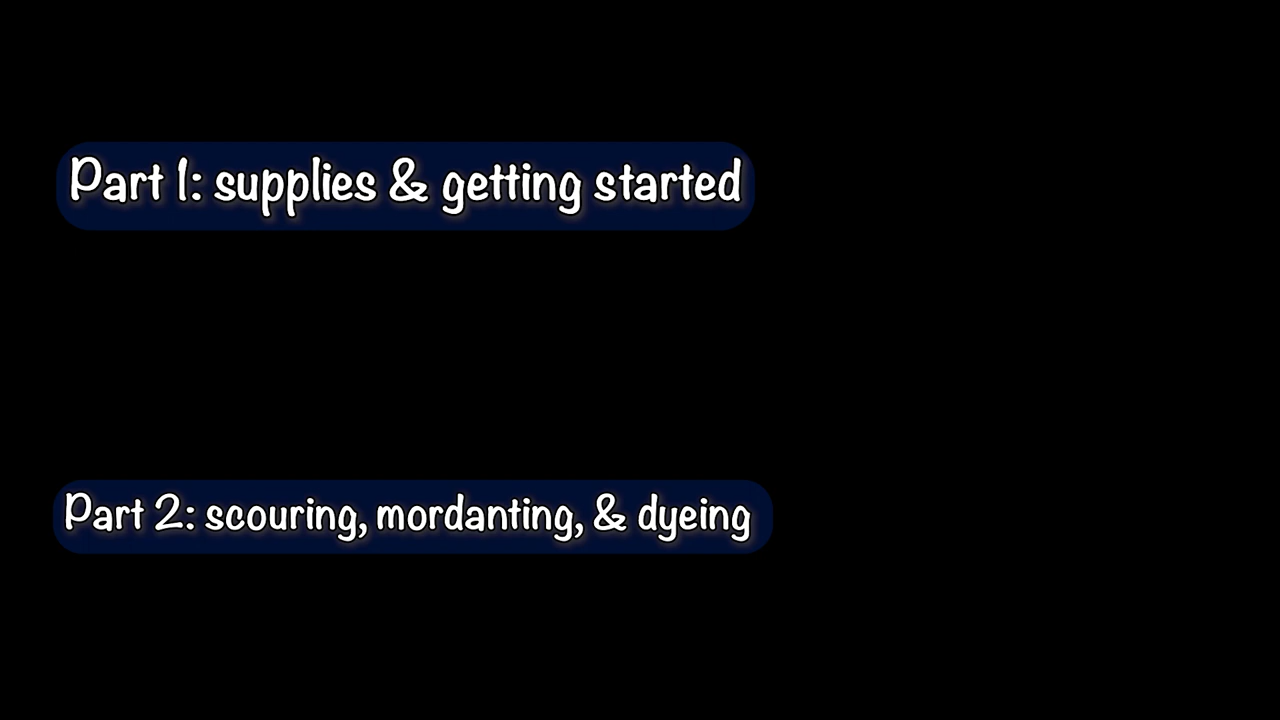 Part 1: supplies & getting started
Part 2: scouring, mordanting, & dyeing